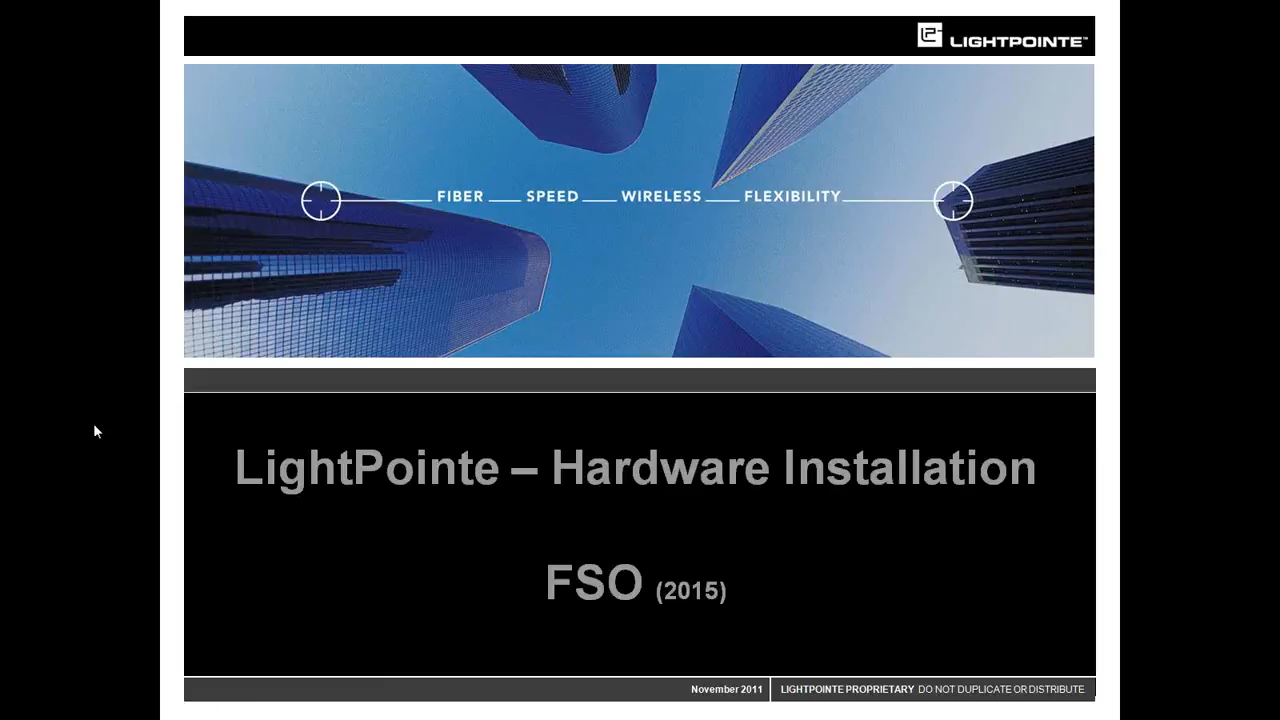 LIGHTPOINTE™
FIBER SPEED WIRELESS FLEXIBILITY
LightPointe – Hardware Installation
FSO (2015)
November 2011 LIGHTPOINTE PROPRIETARY DO NOT DUPLICATE OR DISTRIBUTE